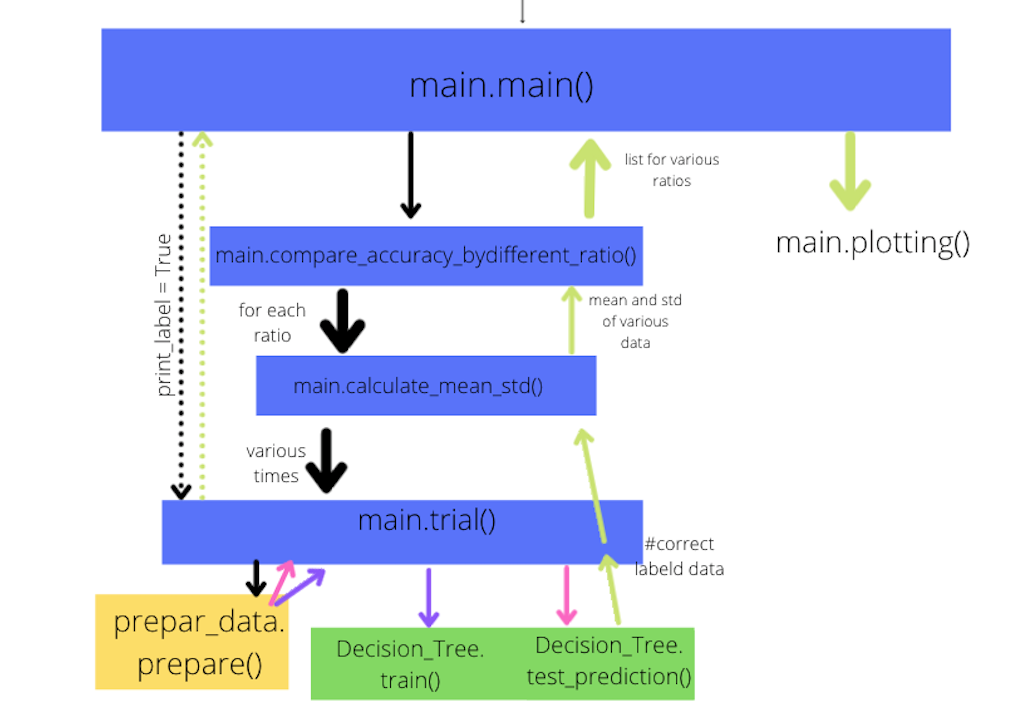 main.main()
list for various
ratios
main.plotting()
print_label = True
main.compare_accuracy_bydifferent_ratio()
for each
ratio
mean and std
of various
data
main.calculate_mean_std()
various
times
main.trial()
#correct
labeld data
prepar_data.
prepare()
Decision_Tree.
train()
Decision_Tree.
test_prediction()